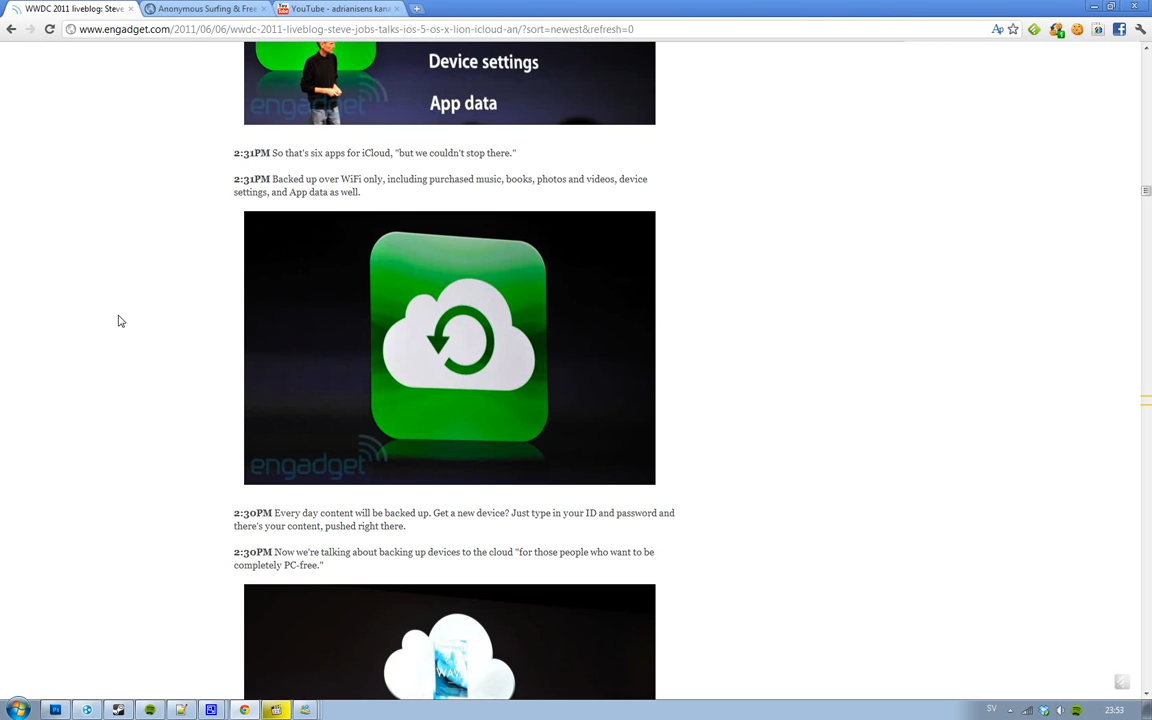 WWDC 2011 liveblog: Steve
Anonymous Surfing & Free
YouTube - adrianisens kana
www.engadget.com/2011/06/06/wwdc-2011-liveblog-steve-jobs-talks-ios-5-os-x-lion-icloud-an/?sort=newest&refresh=0
Device settings
engadget
App data
2:31PM So that's six apps for iCloud, "but we couldn't stop there."
2:31PM Backed up over WiFi only, including purchased music, books, photos and videos, device
settings, and App data as well.
engadget
2:30PM Every day content will be backed up. Get a new device? Just type in your ID and password and
there's your content, pushed right there.
2:30PM Now we're talking about backing up devices to the cloud "for those people who want to be
completely PC-free."
SV
23:53